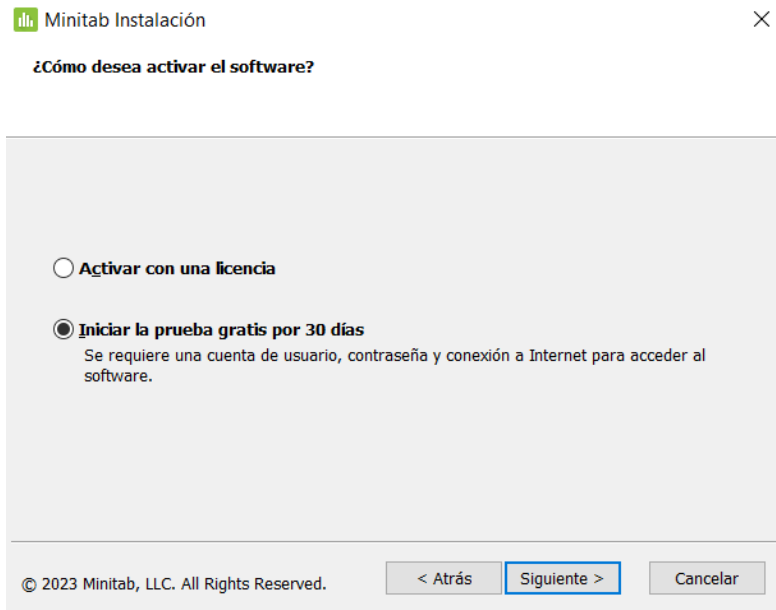 Minitab Instalación
¿Cómo desea activar el software?
Activar con una licencia
Iniciar la prueba gratis por 30 días
Se requiere una cuenta de usuario, contraseña y conexión a Internet para acceder al
software.
© 2023 Minitab, LLC. All Rights Reserved.
< Atrás
Siguiente >
Cancelar